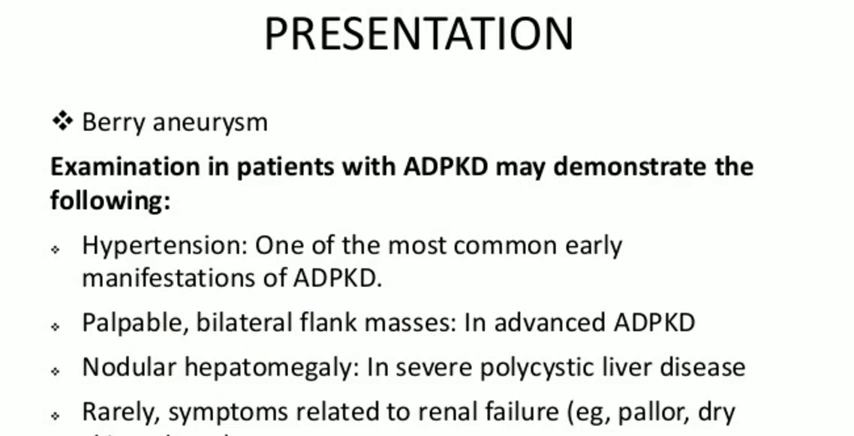 PRESENTATION
❖ Berry aneurysm
Examination in patients with ADPKD may demonstrate the
following:
❖ Hypertension: One of the most common early
manifestations of ADPKD.
❖ Palpable, bilateral flank masses: In advanced ADPKD
❖ Nodular hepatomegaly: In severe polycystic liver disease
❖ Rarely, symptoms related to renal failure (eg, pallor, dry